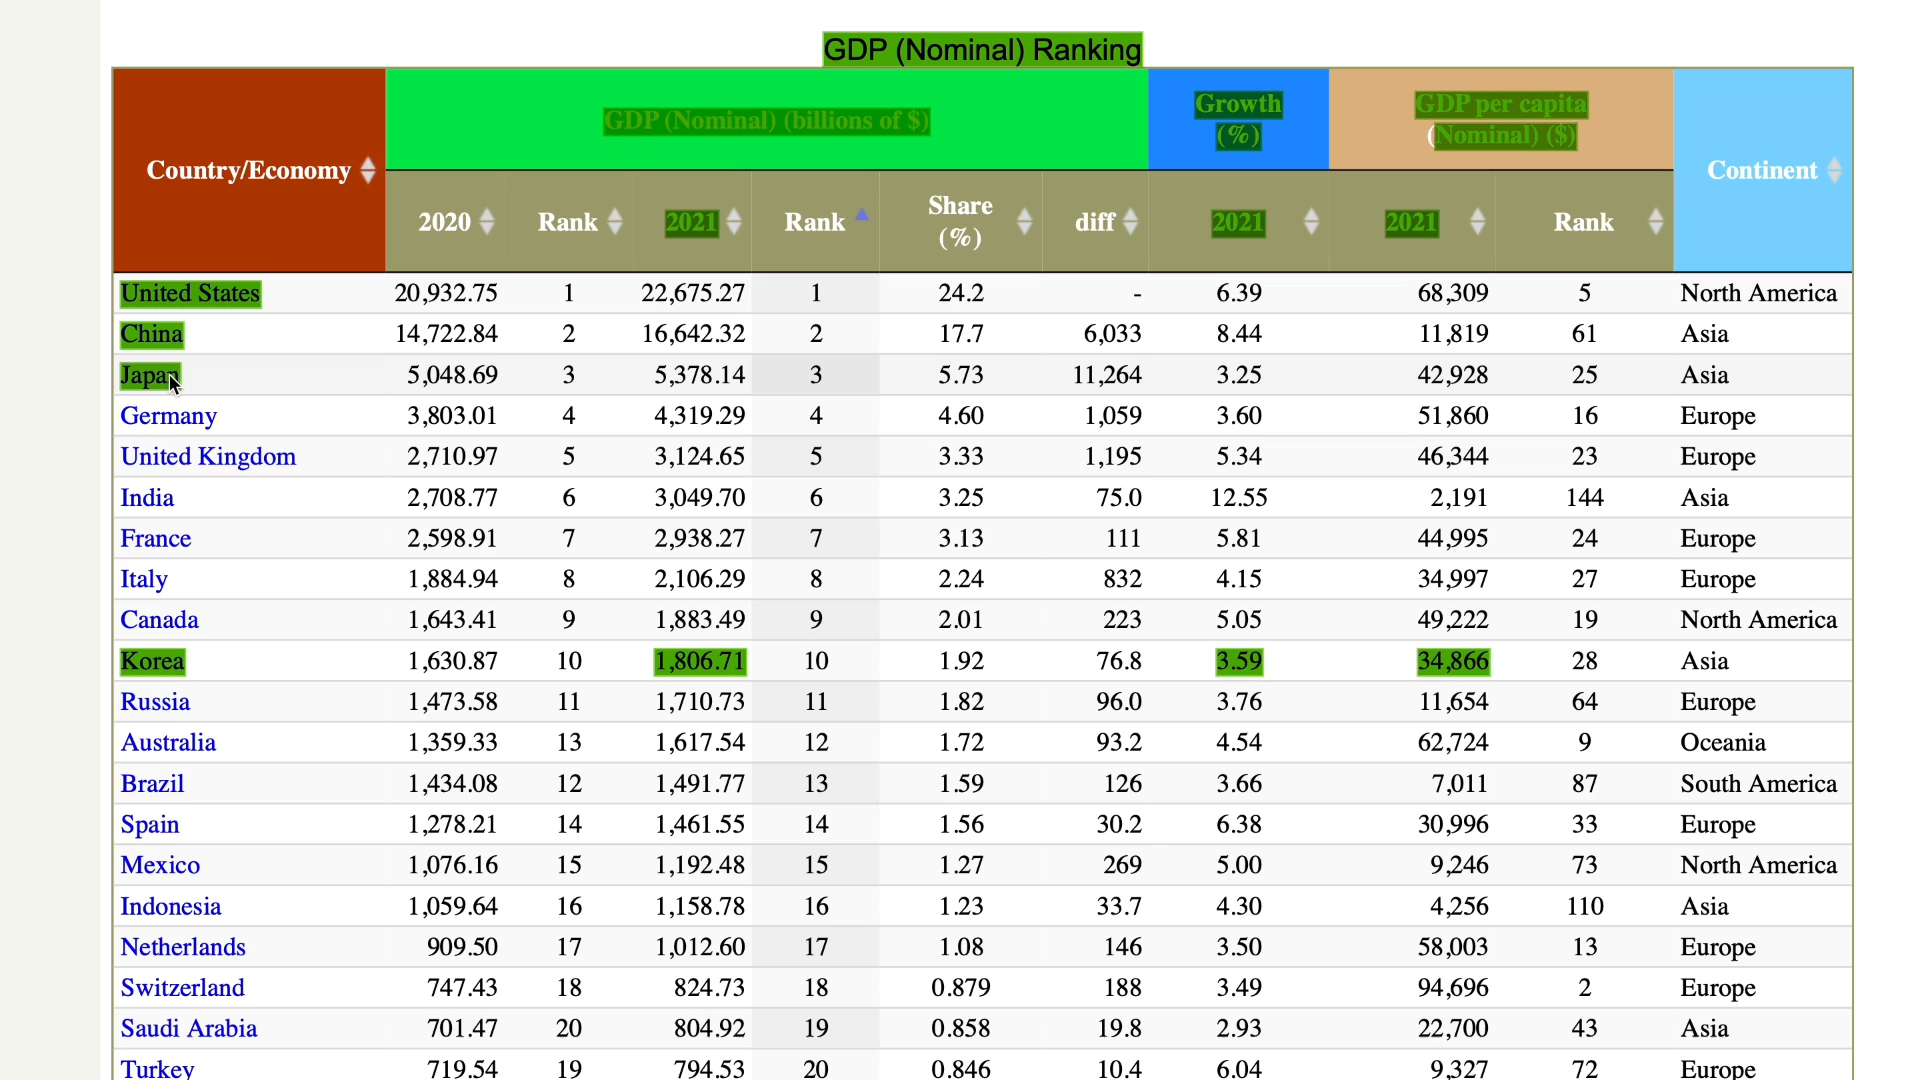 GDP (Nominal) Ranking
Country/Economy GDP (Nominal) (billions of $) Growth (%) GDP per capita (Nominal) ($) Continent
2020 Rank 2021 Rank Share (%) diff 2021 2021 Rank
United States 20,932.75 1 22,675.27 1 24.2 - 6.39 68,309 5 North America
China 14,722.84 2 16,642.32 2 17.7 6,033 8.44 11,819 61 Asia
Japan 5,048.69 3 5,378.14 3 5.73 11,264 3.25 42,928 25 Asia
Germany 3,803.01 4 4,319.29 4 4.60 1,059 3.60 51,860 16 Europe
United Kingdom 2,710.97 5 3,124.65 5 3.33 1,195 5.34 46,344 23 Europe
India 2,708.77 6 3,049.70 6 3.25 75.0 12.55 2,191 144 Asia
France 2,598.91 7 2,938.27 7 3.13 111 5.81 44,995 24 Europe
Italy 1,884.94 8 2,106.29 8 2.24 832 4.15 34,997 27 Europe
Canada 1,643.41 9 1,883.49 9 2.01 223 5.05 49,222 19 North America
Korea 1,630.87 10 1,806.71 10 1.92 76.8 3.59 34,866 28 Asia
Russia 1,473.58 11 1,710.73 11 1.82 96.0 3.76 11,654 64 Europe
Australia 1,359.33 13 1,617.54 12 1.72 93.2 4.54 62,724 9 Oceania
Brazil 1,434.08 12 1,491.77 13 1.59 126 3.66 7,011 87 South America
Spain 1,278.21 14 1,461.55 14 1.56 30.2 6.38 30,996 33 Europe
Mexico 1,076.16 15 1,192.48 15 1.27 269 5.00 9,246 73 North America
Indonesia 1,059.64 16 1,158.78 16 1.23 33.7 4.30 4,256 110 Asia
Netherlands 909.50 17 1,012.60 17 1.08 146 3.50 58,003 13 Europe
Switzerland 747.43 18 824.73 18 0.879 188 3.49 94,696 2 Europe
Saudi Arabia 701.47 20 804.92 19 0.858 19.8 2.93 22,700 43 Asia
Turkey 719.54 19 794.53 20 0.846 10.4 6.04 9,327 72 Europe